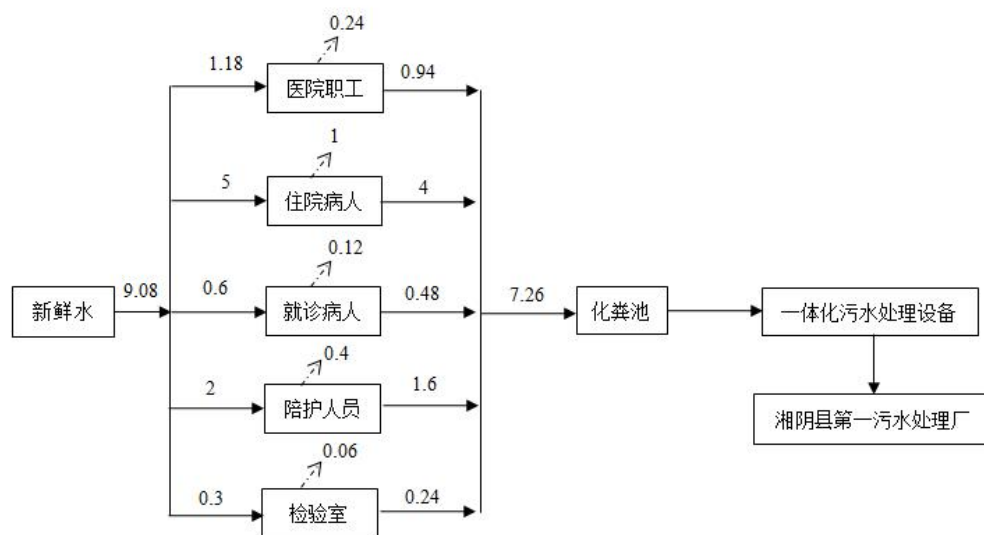 0.24
1.18
医院职工
0.94
1
5
住院病人
4
0.12
新鲜水
9.08
0.6
就诊病人
0.48
7.26
化粪池
一体化污水处理设备
0.4
2
陪护人员
1.6
湘阴县第一污水处理厂
0.06
0.3
检验室
0.24